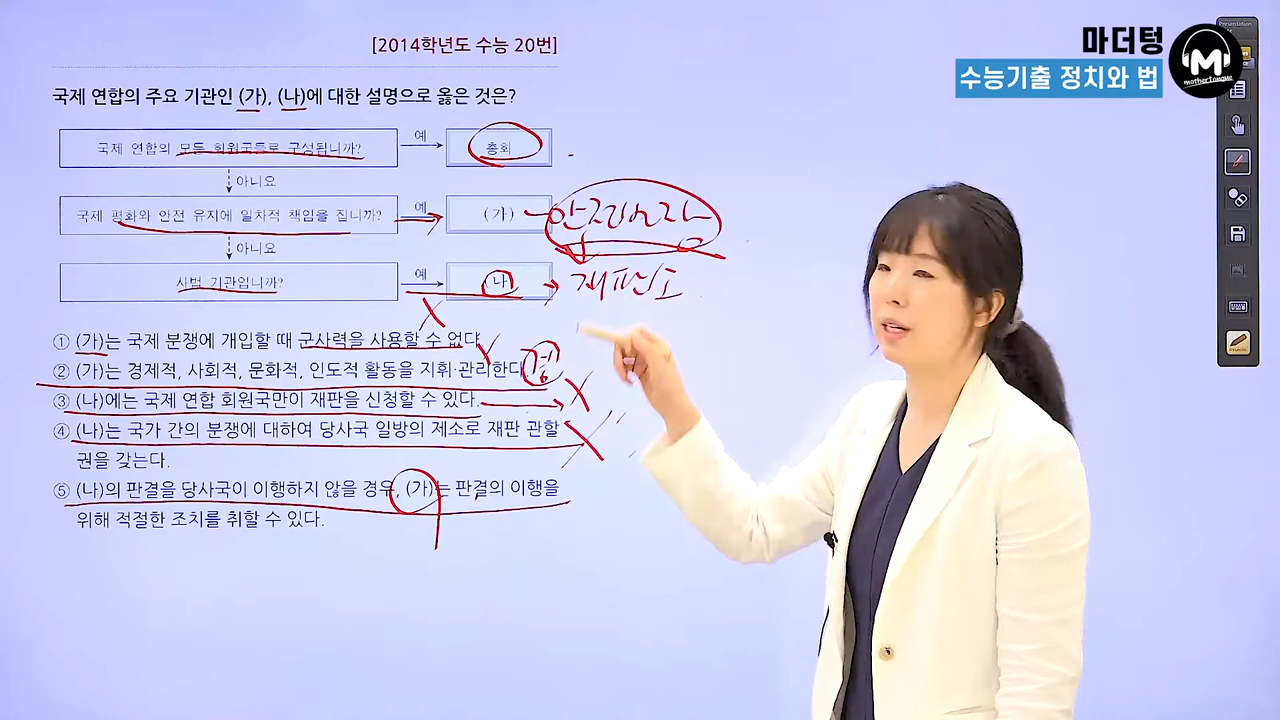 [2014학년도 수능 20번]
마더텅
수능기출 정치와 법
M
mothertongue
Presentation
국제 연합의 주요 기관인 (가), (나)에 대한 설명으로 옳은 것은?
국제 연합의 모든 회원국들로 구성됩니까?
예
총회
아니요
국제 평화와 안전 유지에 일차적 책임을 집니까?
예
(가)
안전보장
아니요
사법 기관입니까?
예
(나)
재판소
① (가)는 국제 분쟁에 개입할 때 군사력을 사용할 수 없다
② (가)는 경제적, 사회적, 문화적, 인도적 활동을 지휘·관리한다
③ (나)에는 국제 연합 회원국만이 재판을 신청할 수 있다.
④ (나)는 국가 간의 분쟁에 대하여 당사국 일방의 제소로 재판 관할
권을 갖는다.
⑤ (나)의 판결을 당사국이 이행하지 않을 경우, (가)는 판결의 이행을
위해 적절한 조치를 취할 수 있다.